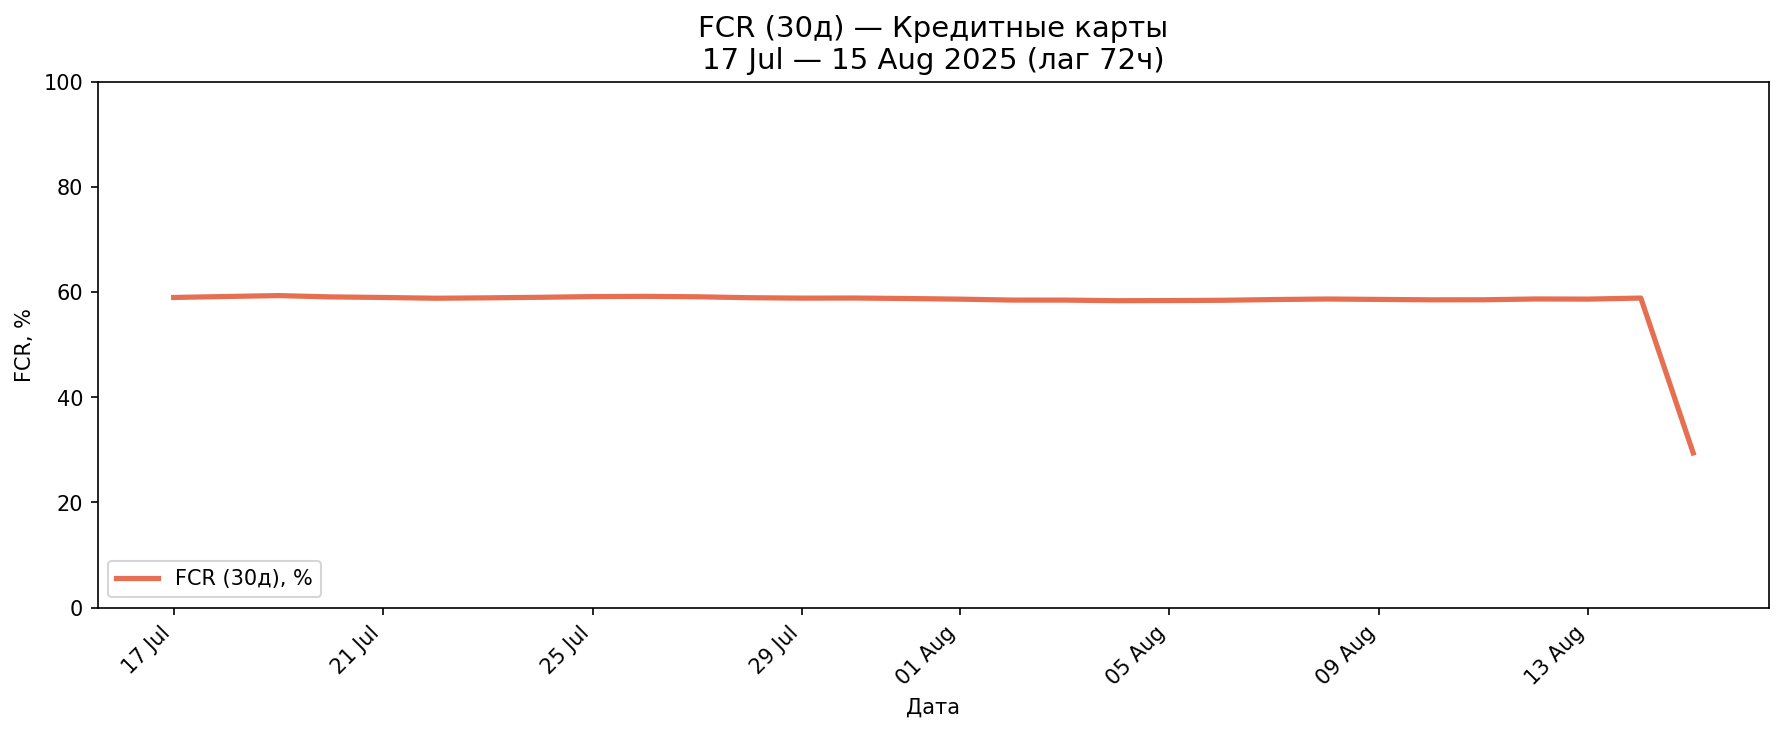 FCR (30д) — Кредитные карты
17 Jul — 15 Aug 2025 (лаг 72ч)
FCR, %
100
80
60
40
20
0
FCR (30д), %
17 Jul
21 Jul
25 Jul
29 Jul
01 Aug
05 Aug
09 Aug
13 Aug
Дата